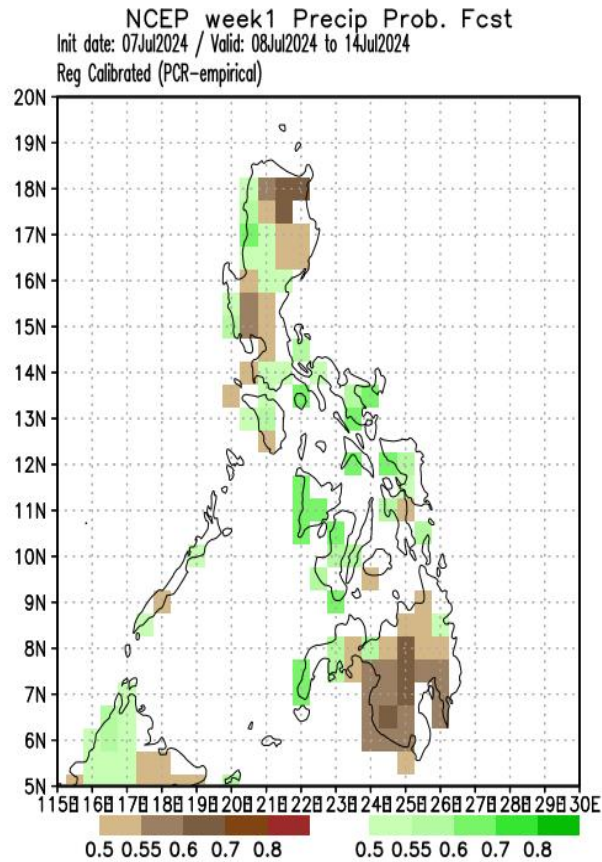 NCEP week1 Precip Prob. Fcst
Init date: 07Jul2024 / Valid: 08Jul2024 to 14Jul2024
Reg Calibrated (PCR-empirical)
20N
19N
18N
17N
16N
15N
14N
13N
12N
11N
10N
9N
8N
7N
6N
5N
115E 116E 117E 118E 119E 120E 121E 122E 123E 124E 125E 126E 127E 128E 129E 130E
0.5 0.55 0.6 0.7 0.8 0.5 0.55 0.6 0.7 0.8